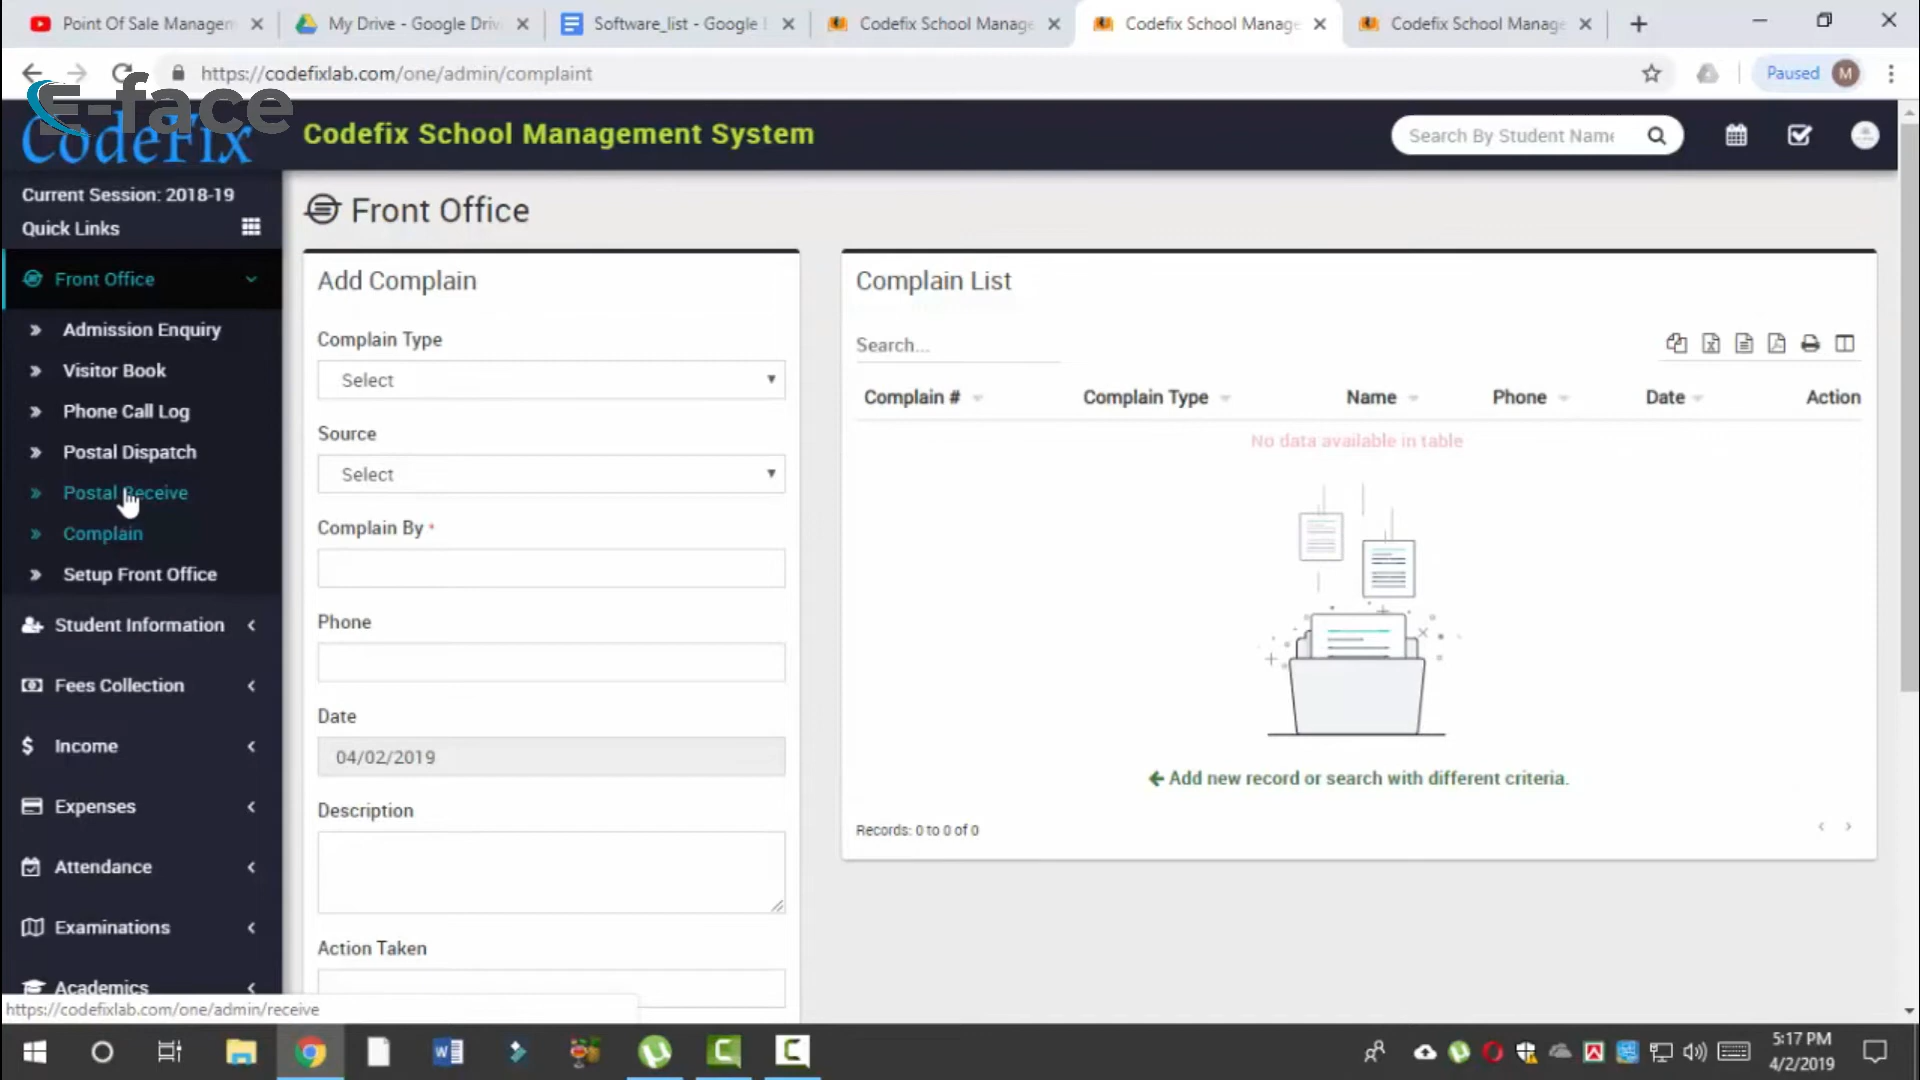 Point Of Sale Managem
My Drive - Google Driv
Software_list - Google
Codefix School Manage
Codefix School Manage
Codefix School Manage
https://codefixlab.com/one/admin/complaint
Paused
M
E-face
CodeFix
Codefix School Management System
Search By Student Name
Current Session: 2018-19
Quick Links
Front Office
Admission Enquiry
Visitor Book
Phone Call Log
Postal Dispatch
Postal Receive
Complain
Setup Front Office
Student Information
Fees Collection
Income
Expenses
Attendance
Examinations
Academics
https://codefixlab.com/one/admin/receive
Front Office
Add Complain
Complain Type
Select
Source
Select
Complain By *
Phone
Date
04/02/2019
Description
Action Taken
Complain List
Search...
Complain # Complain Type Name Phone Date Action
No data available in table
Add new record or search with different criteria.
Records: 0 to 0 of 0
5:17 PM
4/2/2019